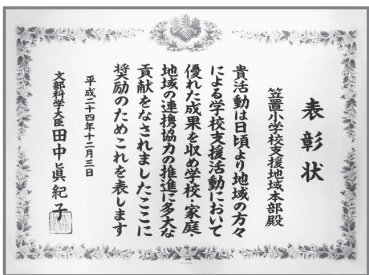 表彰状
笠置小学校支援地域本部殿
貴活動は日頃より地域の方々
による学校支援活動において
優れた成果を収め学校・家庭
地域の連携協力の推進に多大な
貢献をなされましたここに
奨励のためこれを表します
平成二十四年十二月三日
文部科学大臣 田中眞紀子